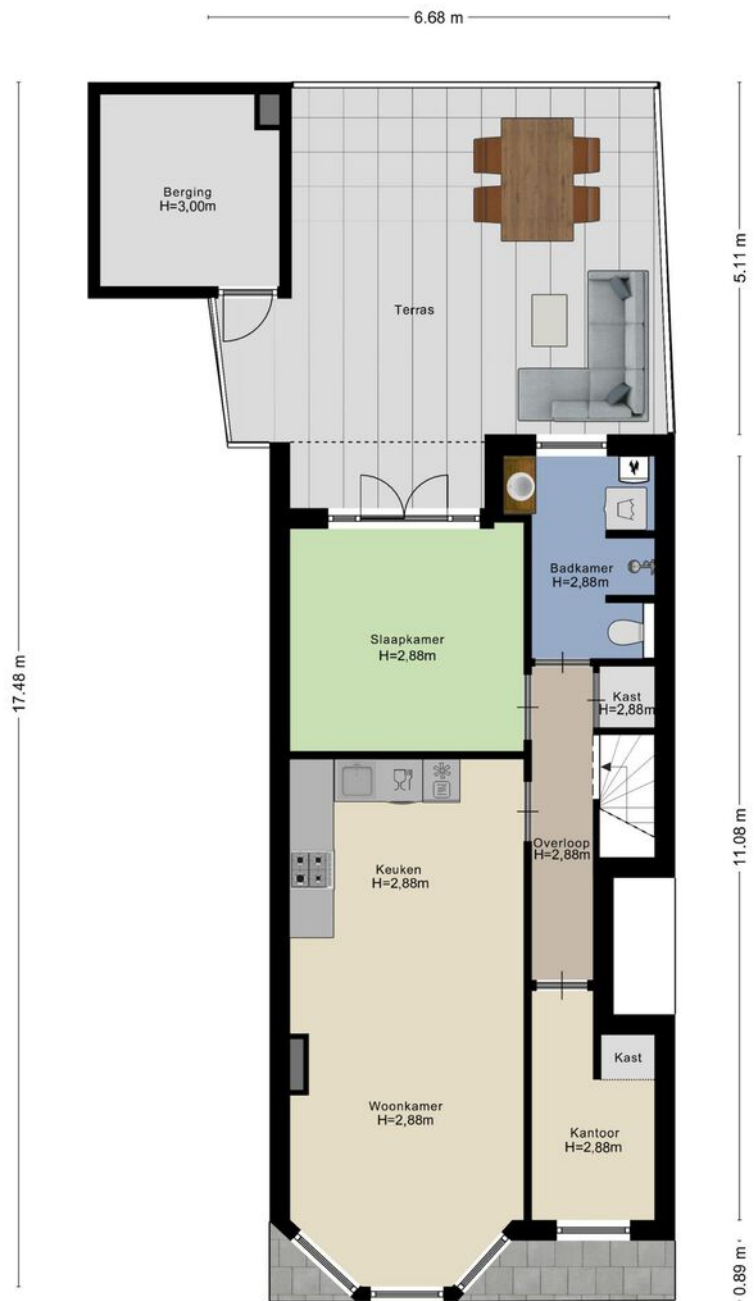 6.68 m
Berging
H=3,00m
5.11 m
Terras
Badkamer
H=2,88m
Slaapkamer
H=2,88m
17.48 m
Kast
H=2,88m
11.08 m
Overloop
H=2,88m
Keuken
H=2,88m
Kast
Woonkamer
H=2,88m
Kantoor
H=2,88m
0.89 m